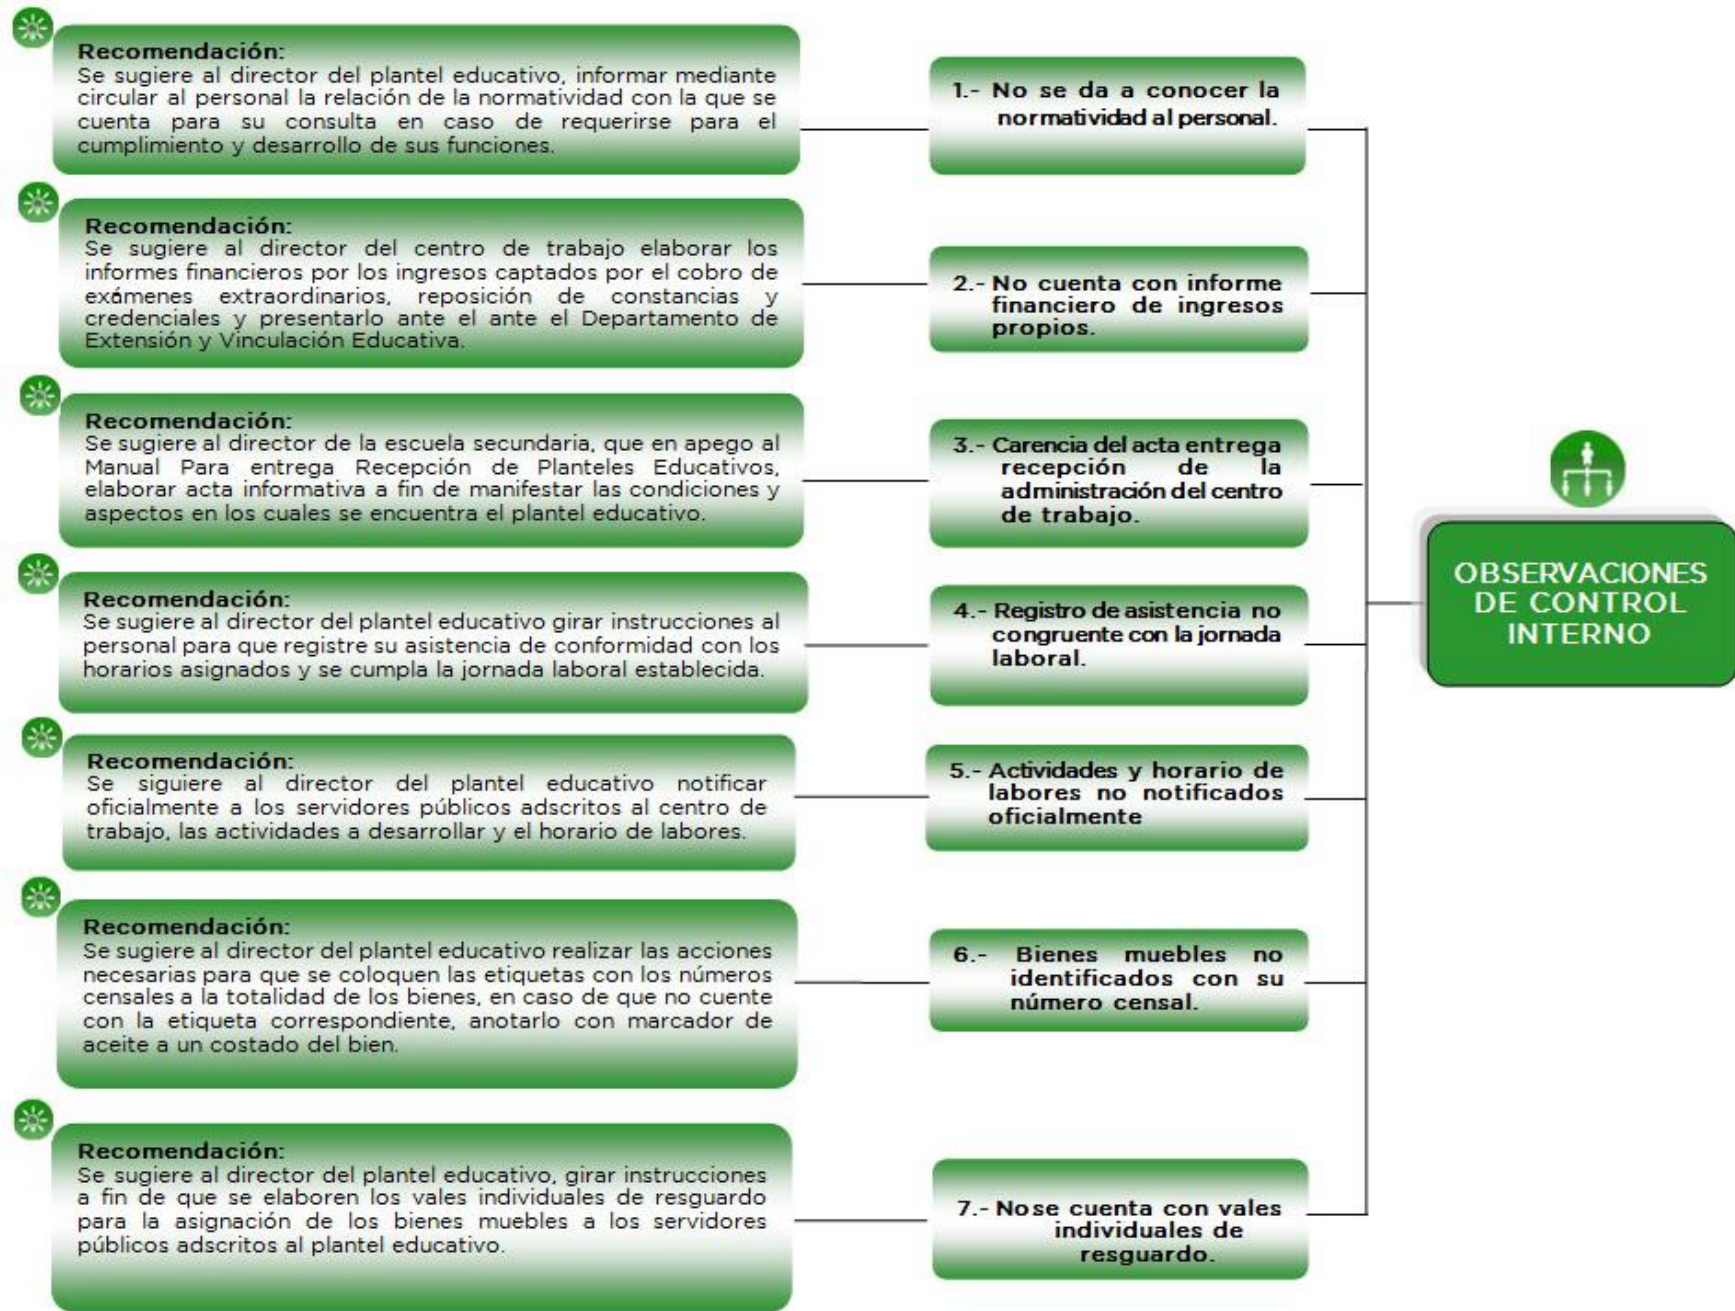 Recomendación:
Se sugiere al director del plantel educativo, informar mediante
circular al personal la relación de la normatividad con la que se
cuenta para su consulta en caso de requerirse para el
cumplimiento y desarrollo de sus funciones.
1.- No se da a conocer la
normatividad al personal.
Recomendación:
Se sugiere al director del centro de trabajo elaborar los
informes financieros por los ingresos captados por el cobro de
exámenes extraordinarios, reposición de constancias y
credenciales y presentarlo ante el ante el Departamento de
Extensión y Vinculación Educativa.
2.- No cuenta con informe
financiero de ingresos
propios.
Recomendación:
Se sugiere al director de la escuela secundaria, que en apego al
Manual Para entrega Recepción de Planteles Educativos,
elaborar acta informativa a fin de manifestar las condiciones y
aspectos en los cuales se encuentra el plantel educativo.
3.- Carencia del acta entrega
recepción de la
administración del centro
de trabajo.
Recomendación:
Se sugiere al director del plantel educativo girar instrucciones al
personal para que registre su asistencia de conformidad con los
horarios asignados y se cumpla la jornada laboral establecida.
4.- Registro de asistencia no
congruente con la jornada
laboral.
Recomendación:
Se siguiere al director del plantel educativo notificar
oficialmente a los servidores públicos adscritos al centro de
trabajo, las actividades a desarrollar y el horario de labores.
5.- Actividades y horario de
labores no notificados
oficialmente
Recomendación:
Se sugiere al director del plantel educativo realizar las acciones
necesarias para que se coloquen las etiquetas con los números
censales a la totalidad de los bienes, en caso de que no cuente
con la etiqueta correspondiente, anotarlo con marcador de
aceite a un costado del bien.
6.- Bienes muebles no
identificados con su
número censal.
Recomendación:
Se sugiere al director del plantel educativo, girar instrucciones
a fin de que se elaboren los vales individuales de resguardo
para la asignación de los bienes muebles a los servidores
públicos adscritos al plantel educativo.
7.- No se cuenta con vales
individuales de
resguardo.
OBSERVACIONES
DE CONTROL
INTERNO